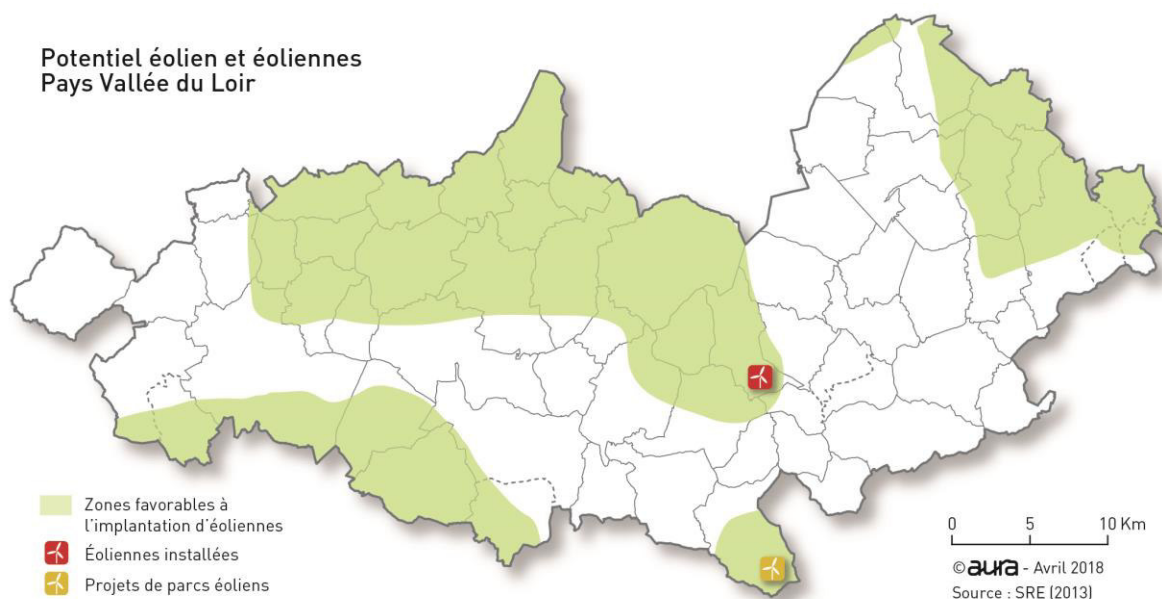 Potentiel éolien et éoliennes
Pays Vallée du Loir
Zones favorables à
l'implantation d'éoliennes
Éoliennes installées
Projets de parcs éoliens
0 5 10 Km
© aura - Avril 2018
Source : SRE (2013)